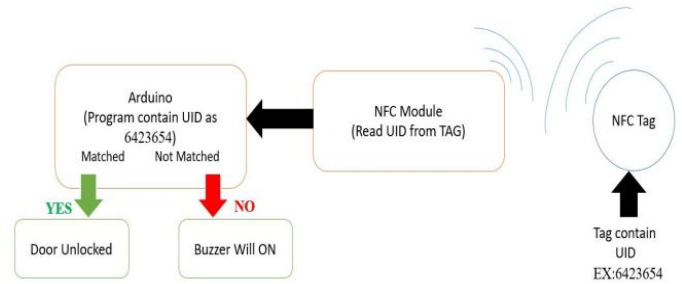 Arduino
(Program contain UID as
6423654)
Matched Not Matched
NFC Module
(Read UID from TAG)
NFC Tag
YES
NO
Door Unlocked
Buzzer Will ON
Tag contain
UID
EX:6423654